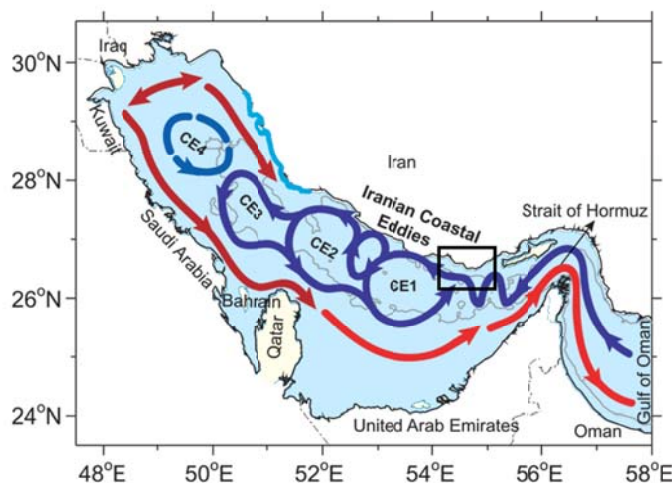 Iraq
30°N
Kuwait
CE4
Iran
28°N
Iranian Coastal
Eddies
Strait of Hormuz
CE3
CE2
Saudi Arabia
CE1
26°N
Bahrain
Qatar
Gulf of Oman
24°N
United Arab Emirates
Oman
48°E
50°E
52°E
54°E
56°E
58°E